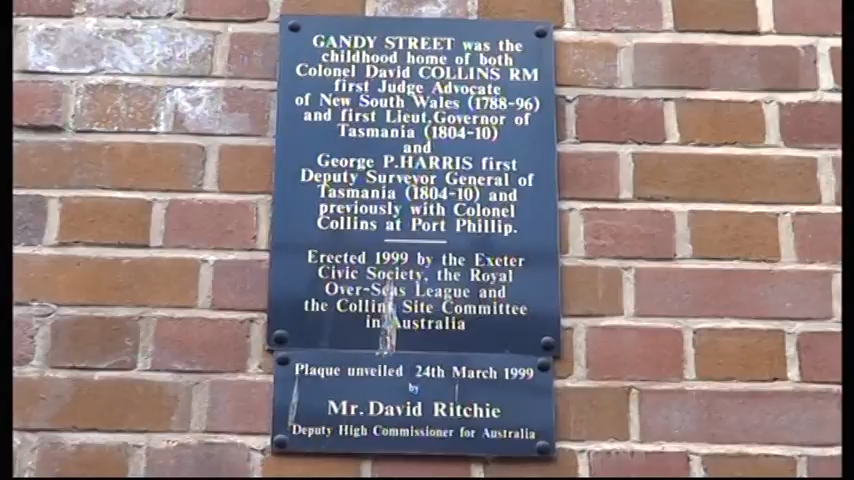 GANDY STREET was the
childhood home of both
Colonel David COLLINS RM
first Judge Advocate
of New South Wales (1788-96)
and first Lieut.Governor of
Tasmania (1804-10)
and
George P.HARRIS first
Deputy Surveyor General of
Tasmania (1804-10) and
previously with Colonel
Collins at Port Phillip.
Erected 1999 by the Exeter
Civic Society, the Royal
Over-Seas League and
the Collins Site Committee
in Australia
Plaque unveiled 24th March 1999
by
Mr. David Ritchie
Deputy High Commissioner for Australia